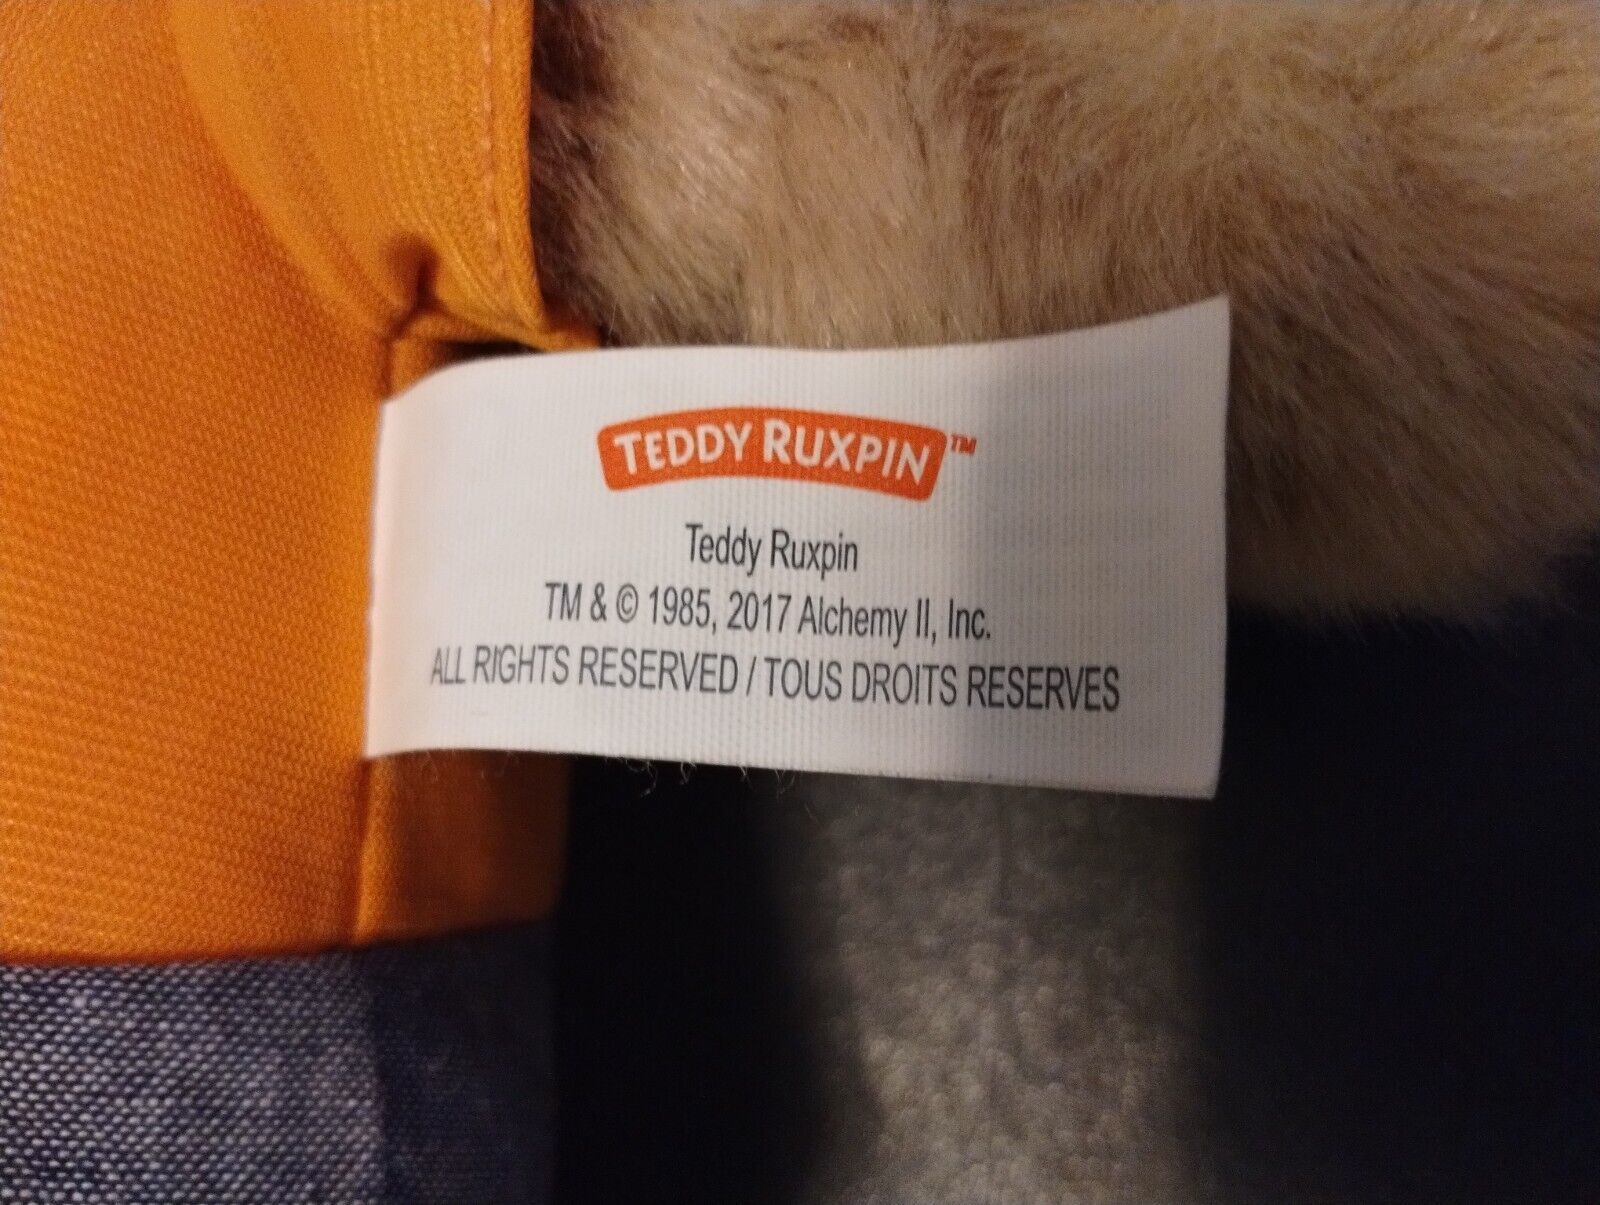 TEDDY RUXPIN™
Teddy Ruxpin
TM & © 1985, 2017 Alchemy II, Inc.
ALL RIGHTS RESERVED / TOUS DROITS RESERVES